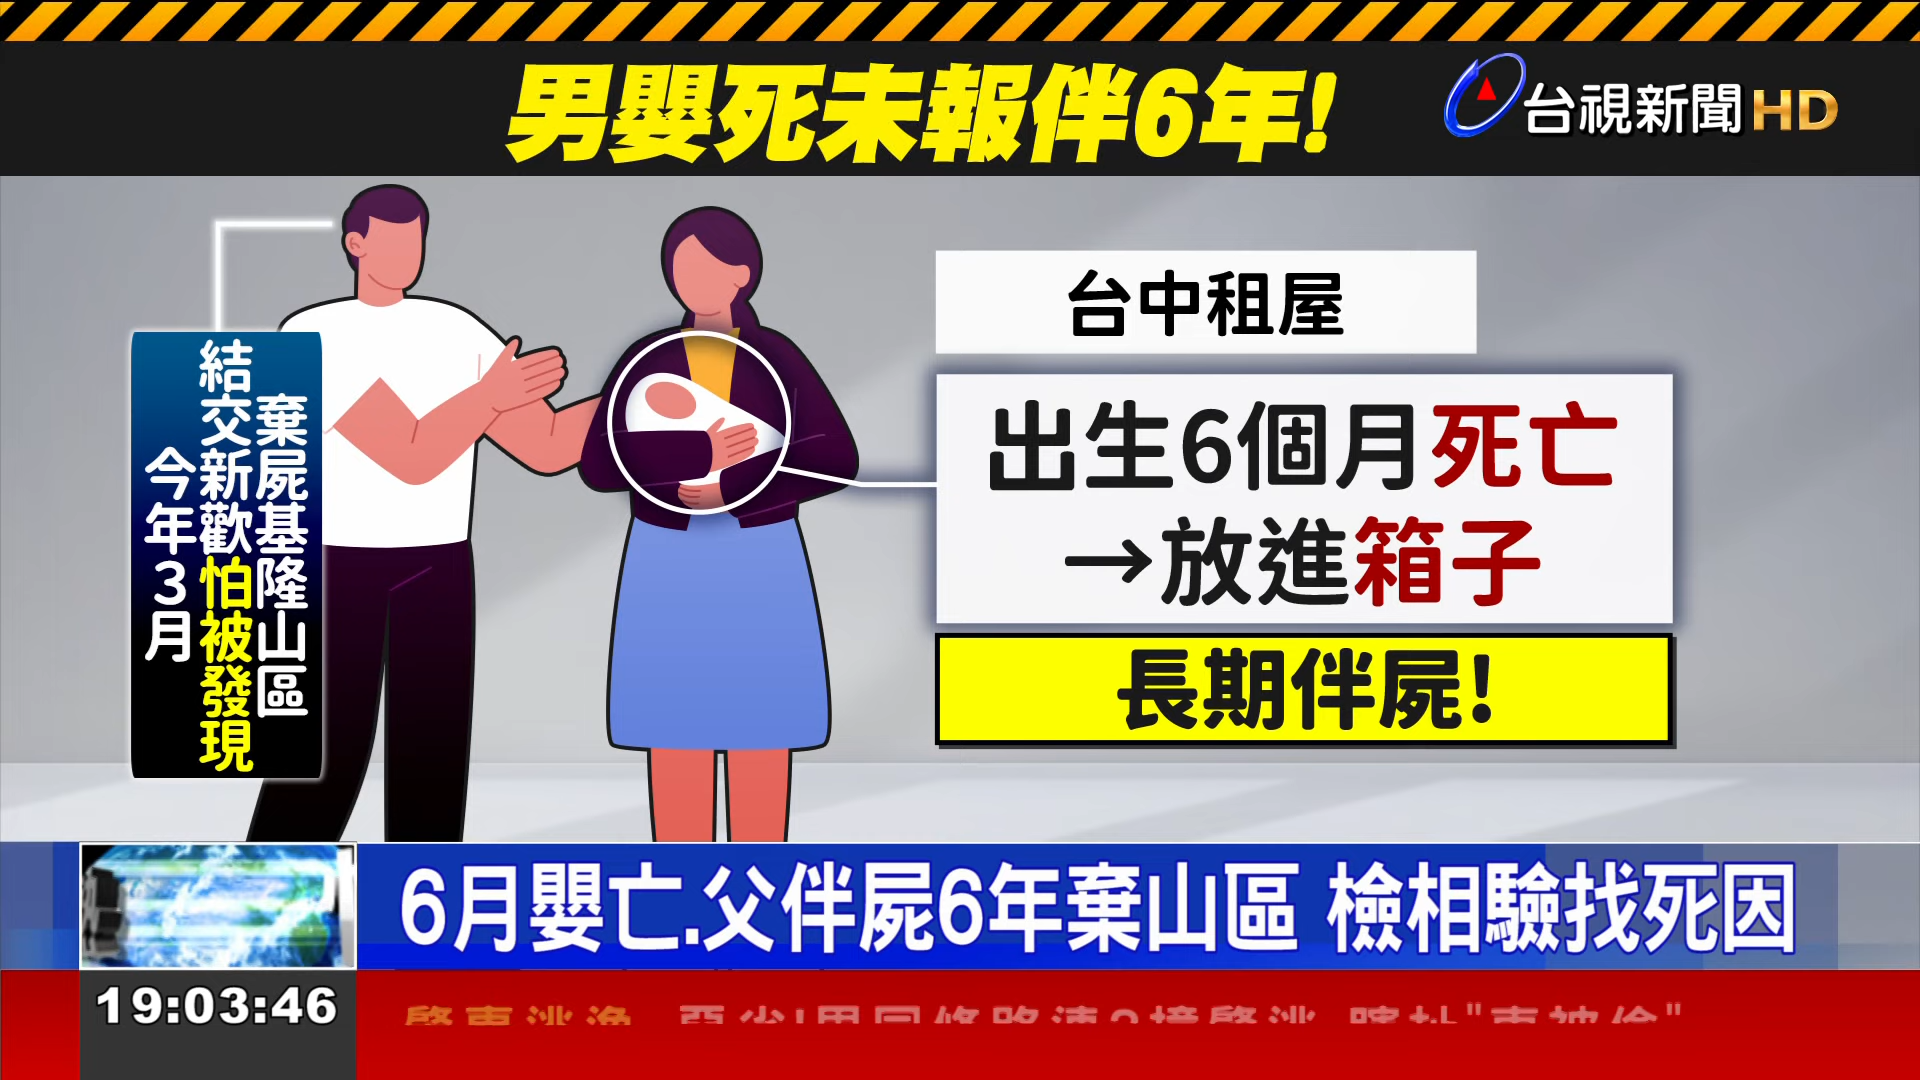 男嬰死未報伴6年!
台視新聞HD
台中租屋
出生6個月死亡
→放進箱子
長期伴屍!
棄屍基隆山區
結交新歡怕被發現
今年3月
6月嬰亡.父伴屍6年棄山區 檢相驗找死因
19:03:46